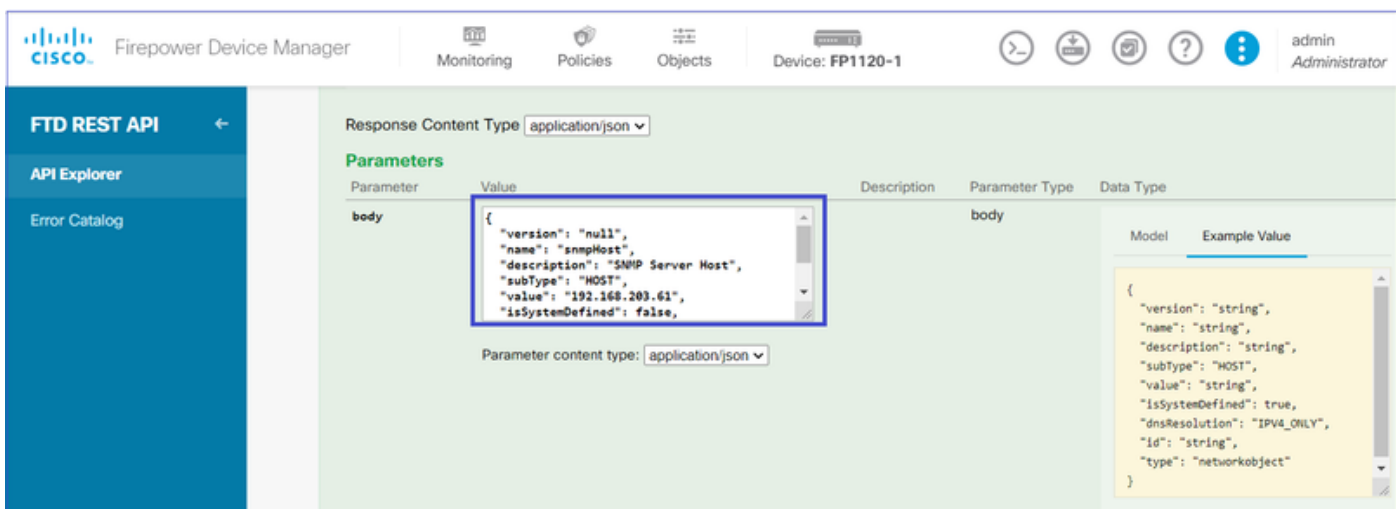 CISCO Firepower Device Manager
Monitoring Policies Objects Device: FP1120-1
admin
Administrator
FTD REST API
API Explorer
Error Catalog
Response Content Type application/json
Parameters
Parameter Value Description Parameter Type Data Type
body
{
"version": "null",
"name": "snmpHost",
"description": "SNMP Server Host",
"subType": "HOST",
"value": "192.168.203.61",
"isSystemDefined": false,
Parameter content type: application/json
body
Model Example Value
{
"version": "string",
"name": "string",
"description": "string",
"subType": "HOST",
"value": "string",
"isSystemDefined": true,
"dnsResolution": "IPV4_ONLY",
"id": "string",
"type": "networkobject"
}